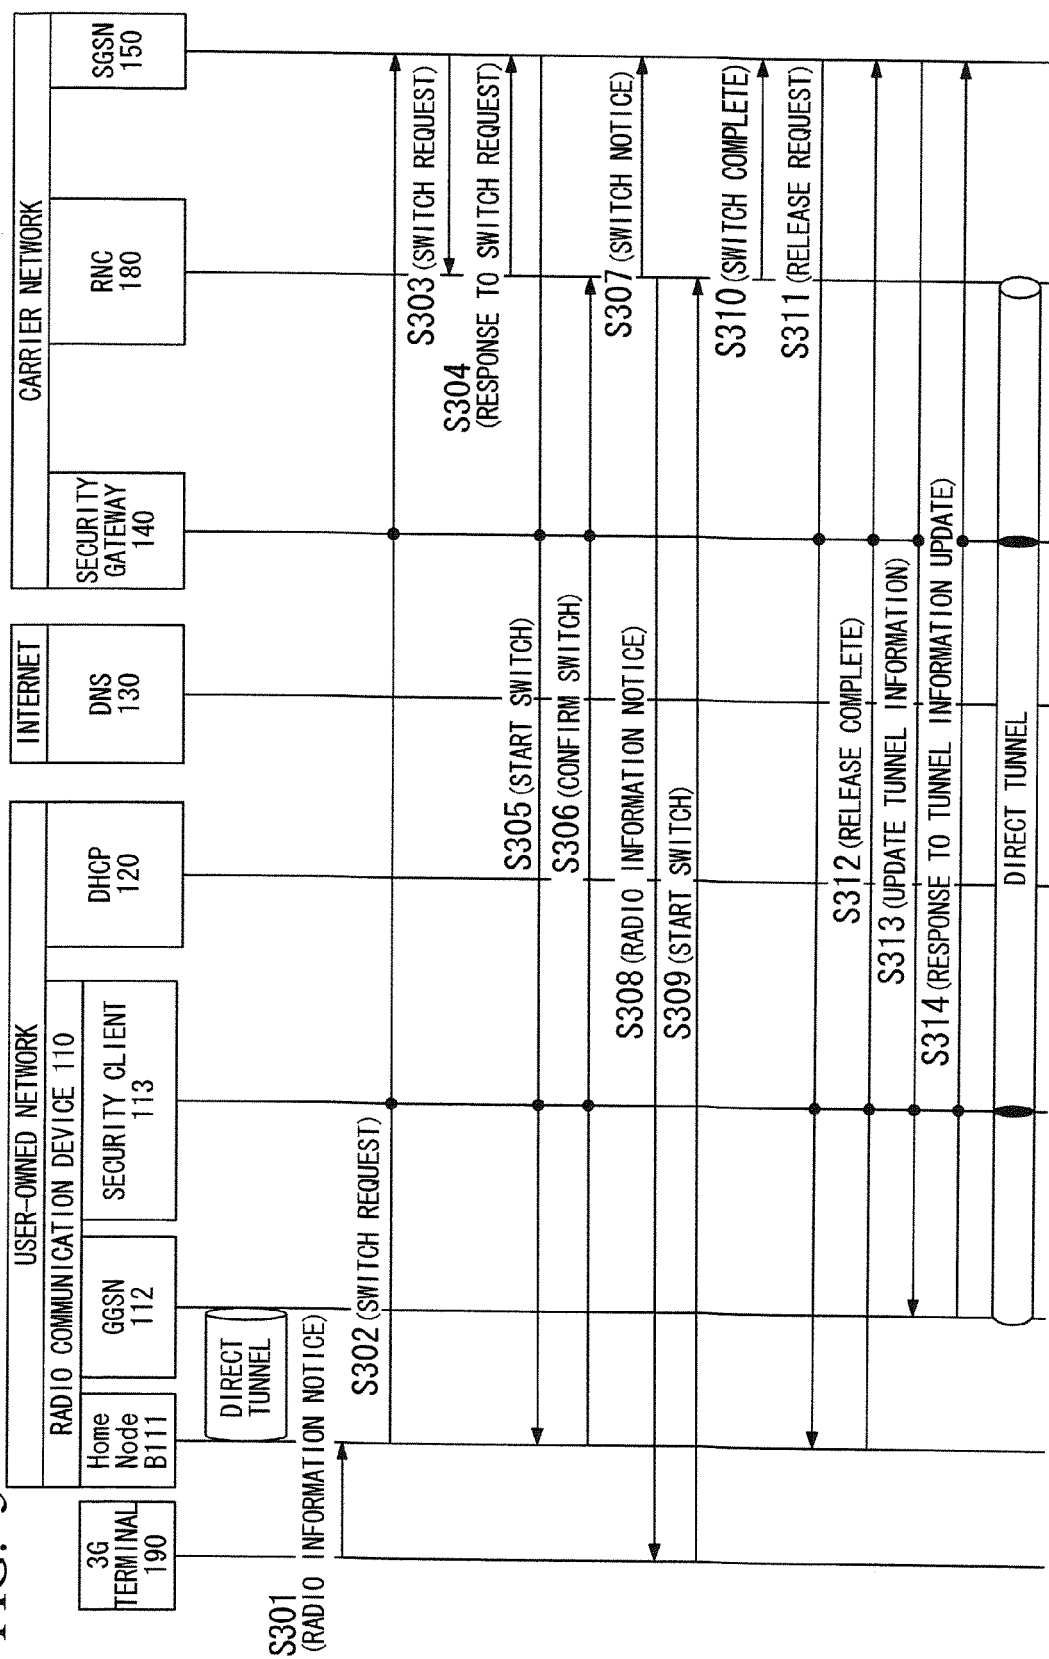 FIG. 9
USER-OWNED NETWORK
INTERNET
CARRIER NETWORK
RADIO COMMUNICATION DEVICE 110
3G
TERMINAL
190
Home
Node
B111
GGSN
112
SECURITY CLIENT
113
DHCP
120
DNS
130
SECURITY
GATEWAY
140
RNC
180
SGSN
150
DIRECT
TUNNEL
S301
(RADIO INFORMATION NOTICE)
S302 (SWITCH REQUEST)
S303 (SWITCH REQUEST)
S304
(RESPONSE TO SWITCH REQUEST)
S305 (START SWITCH)
S306 (CONFIRM SWITCH)
S307 (SWITCH NOTICE)
S308 (RADIO INFORMATION NOTICE)
S309 (START SWITCH)
S310 (SWITCH COMPLETE)
S311 (RELEASE REQUEST)
S312 (RELEASE COMPLETE)
S313 (UPDATE TUNNEL INFORMATION)
S314 (RESPONSE TO TUNNEL INFORMATION UPDATE)
DIRECT TUNNEL